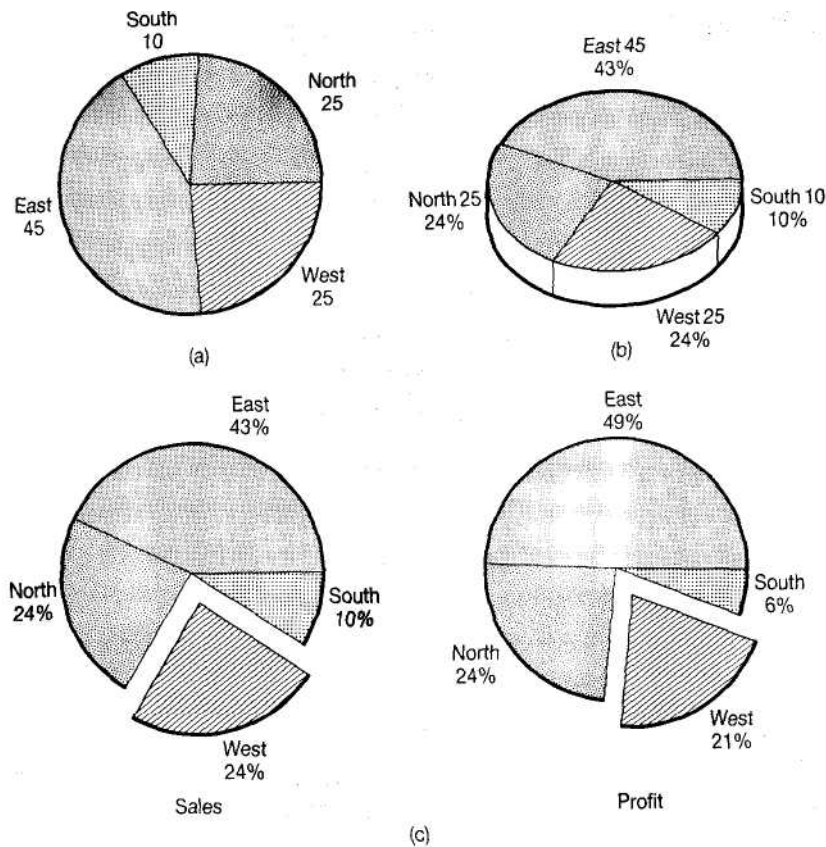 South
10
North
25
East
45
West
25
(a)
East 45
43%
North 25
24%
South 10
10%
West 25
24%
(b)
East
43%
North
24%
South
10%
West
24%
Sales
East
49%
South
6%
North
24%
West
21%
Profit
(c)